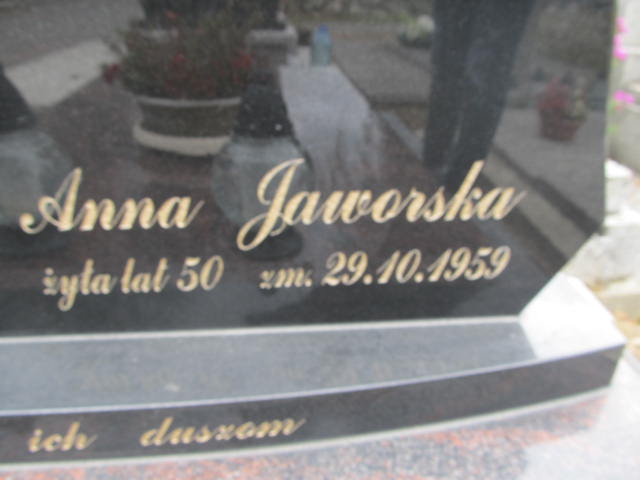 Anna Jaworska
żyła lat 50 zm. 29.10.1959
ich duszom